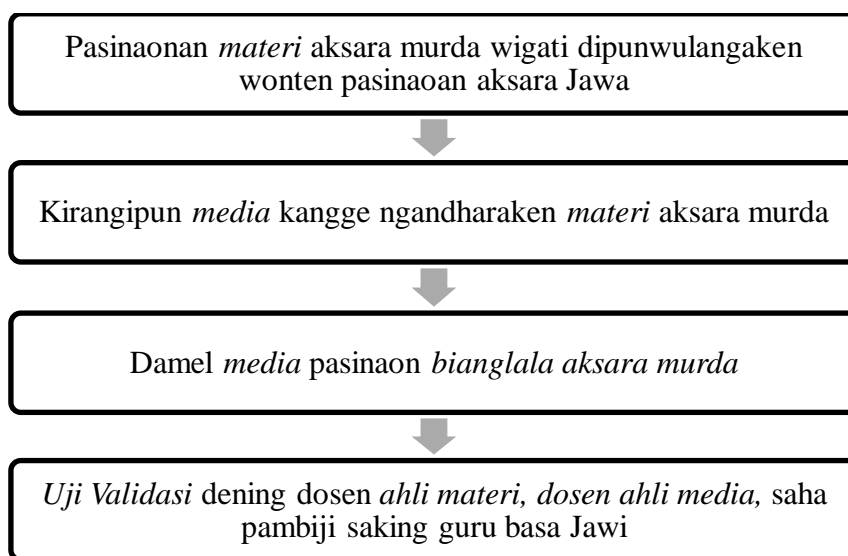 Pasinaonan materi aksara murda wigati dipunwulangaken
wonten pasinaoan aksara Jawa
Kirangipun media kangge ngandharaken materi aksara murda
Damel media pasinaon bianglala aksara murda
Uji Validasi dening dosen ahli materi, dosen ahli media, saha
pambiji saking guru basa Jawi